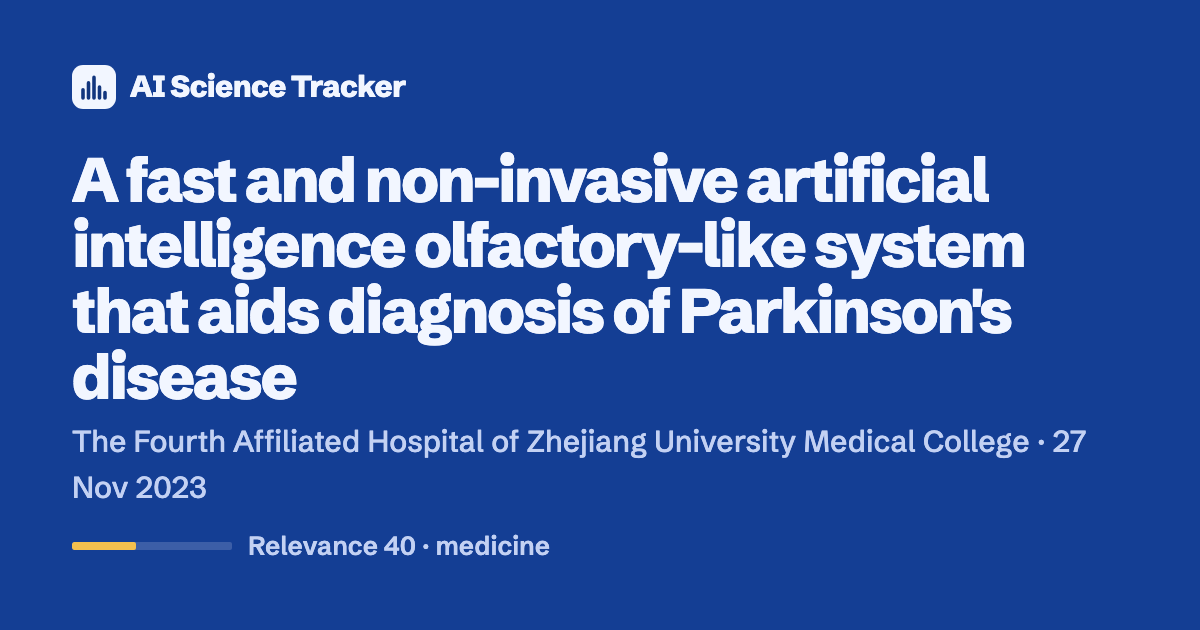 AI Science Tracker
A fast and non-invasive artificial
intelligence olfactory-like system
that aids diagnosis of Parkinson's
disease
The Fourth Affiliated Hospital of Zhejiang University Medical College · 27
Nov 2023
Relevance 40 · medicine